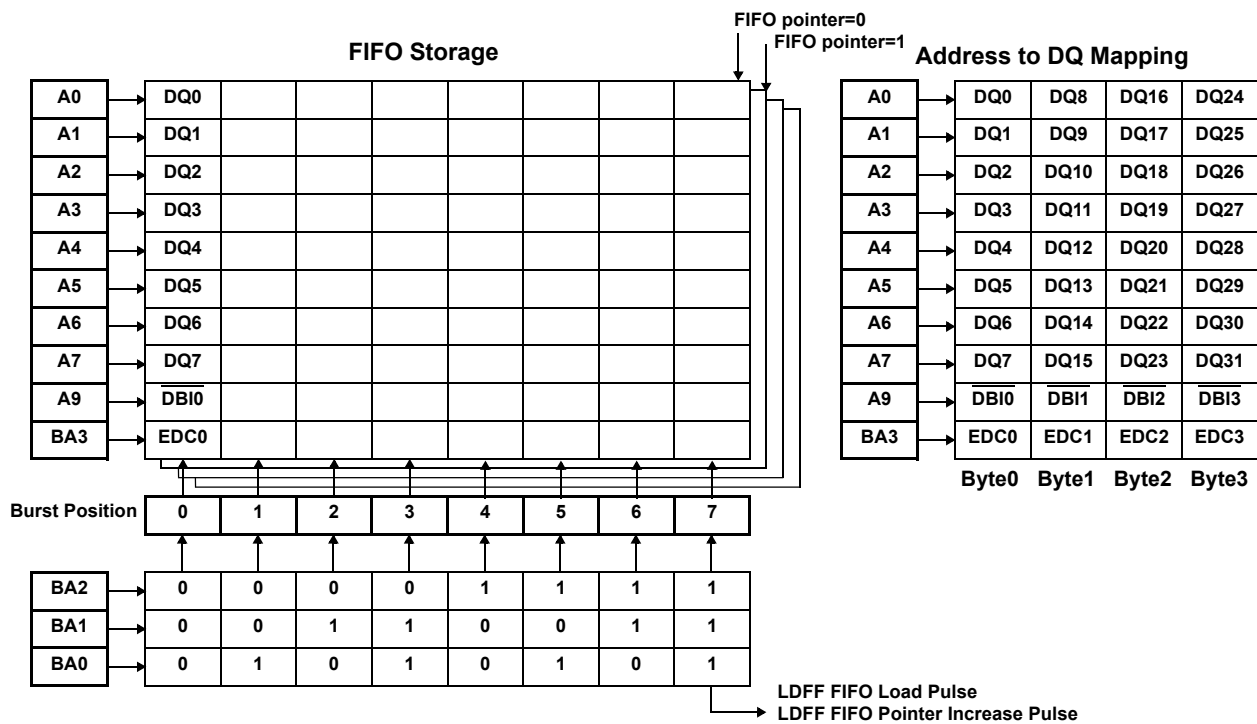 FIFO pointer=0
FIFO pointer=1
FIFO Storage
A0 DQ0
A1 DQ1
A2 DQ2
A3 DQ3
A4 DQ4
A5 DQ5
A6 DQ6
A7 DQ7
A9 D̅B̅I̅0̅
BA3 EDC0
Burst Position 0 1 2 3 4 5 6 7
BA2 0 0 0 0 1 1 1 1
BA1 0 0 1 1 0 0 1 1
BA0 0 1 0 1 0 1 0 1
LDFF FIFO Load Pulse
LDFF FIFO Pointer Increase Pulse
Address to DQ Mapping
A0 DQ0 DQ8 DQ16 DQ24
A1 DQ1 DQ9 DQ17 DQ25
A2 DQ2 DQ10 DQ18 DQ26
A3 DQ3 DQ11 DQ19 DQ27
A4 DQ4 DQ12 DQ20 DQ28
A5 DQ5 DQ13 DQ21 DQ29
A6 DQ6 DQ14 DQ22 DQ30
A7 DQ7 DQ15 DQ23 DQ31
A9 D̅B̅I̅0̅ D̅B̅I̅1̅ D̅B̅I̅2̅ D̅B̅I̅3̅
BA3 EDC0 EDC1 EDC2 EDC3
Byte0 Byte1 Byte2 Byte3